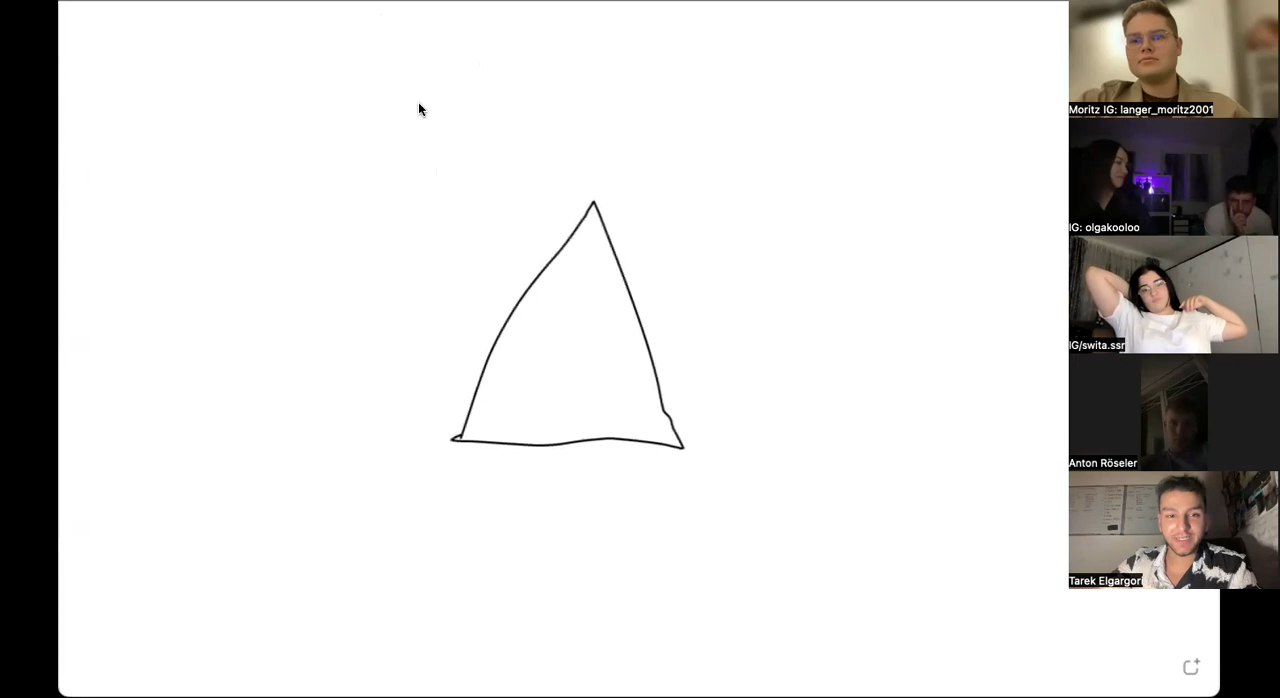 Moritz IG: langer_moritz2001
IG: olgakooloo
IG/swita.ssr
Anton Röseler
Tarek Elgargori